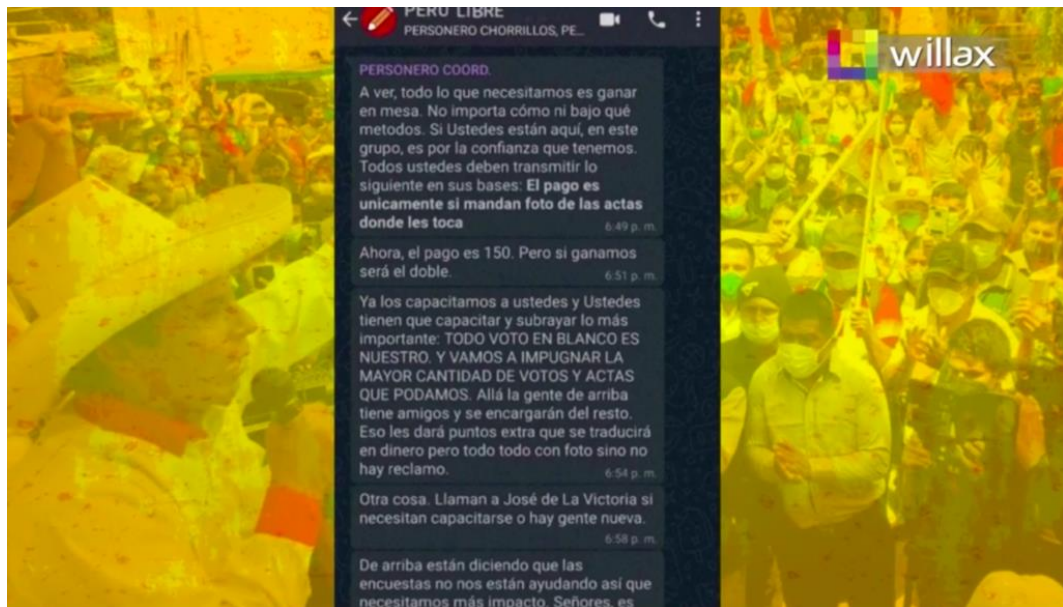 PERÚ LIBRE
PERSONERO CHORRILLOS, PE...
willax
PERSONERO COORD.
A ver, todo lo que necesitamos es ganar
en mesa. No importa cómo ni bajo qué
metodos. Si Ustedes están aquí, en este
grupo, es por la confianza que tenemos.
Todos ustedes deben transmitir lo
siguiente en sus bases: El pago es
unicamente si mandan foto de las actas
donde les toca
6:49 p. m.
Ahora, el pago es 150. Pero si ganamos
será el doble.
6:51 p. m.
Ya los capacitamos a ustedes y Ustedes
tienen que capacitar y subrayar lo más
importante: TODO VOTO EN BLANCO ES
NUESTRO. Y VAMOS A IMPUGNAR LA
MAYOR CANTIDAD DE VOTOS Y ACTAS
QUE PODAMOS. Allá la gente de arriba
tiene amigos y se encargarán del resto.
Eso les dará puntos extra que se traducirá
en dinero pero todo todo con foto sino no
hay reclamo.
6:54 p. m.
Otra cosa. Llaman a José de La Victoria si
necesitan capacitarse o hay gente nueva.
6:58 p. m.
De arriba están diciendo que las
encuestas no nos están ayudando así que
necesitamos más impacto. Señores, es